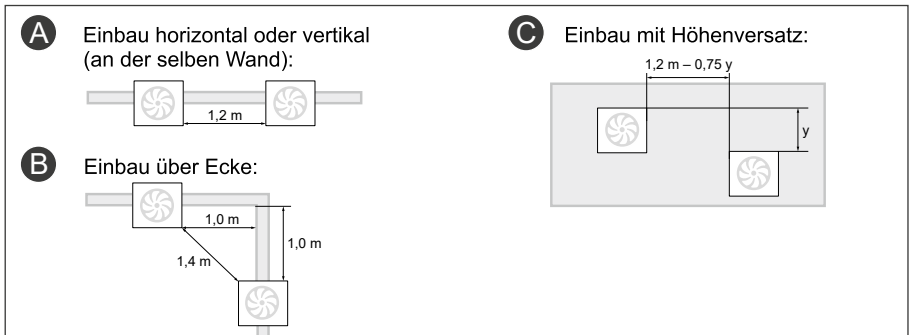 A
Einbau horizontal oder vertikal
(an der selben Wand):
1,2 m
B
Einbau über Ecke:
1,0 m
1,0 m
1,4 m
C
Einbau mit Höhenversatz:
1,2 m – 0,75 y
y